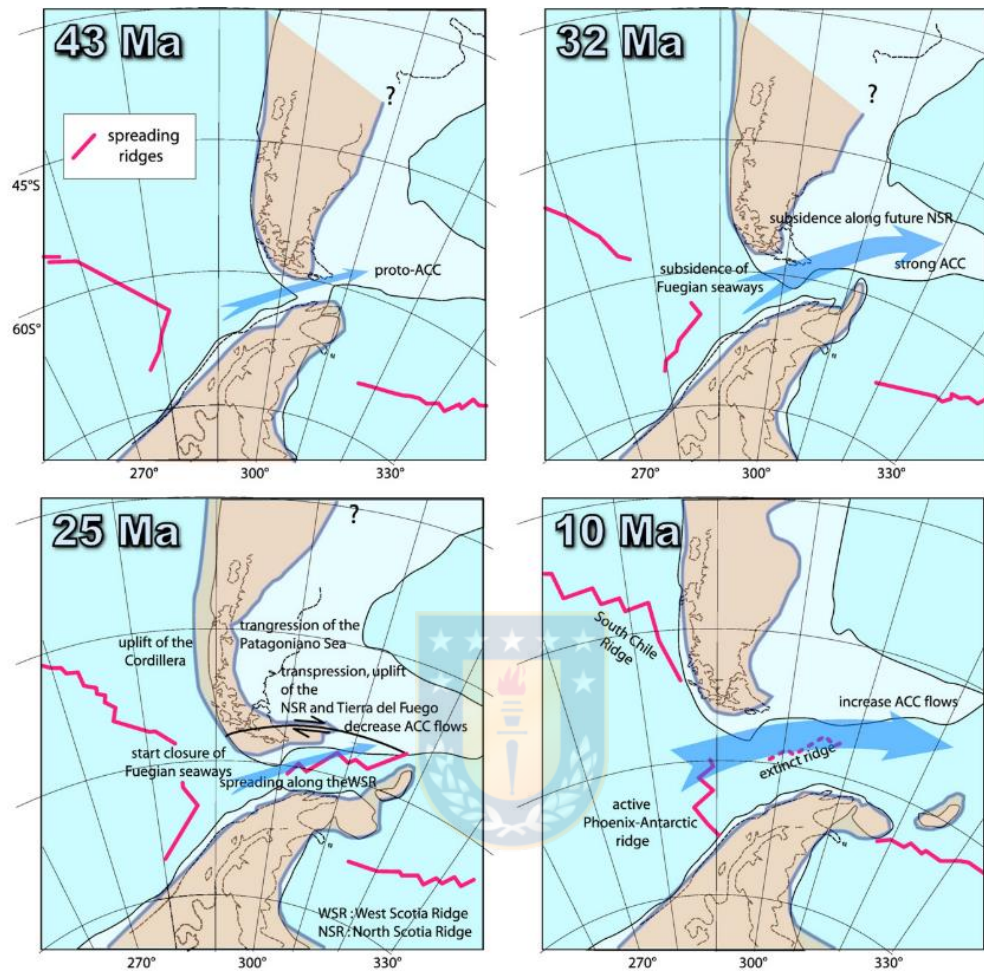 43 Ma
spreading
ridges
?
45°S
proto-ACC
60S°
270°
300°
330°
32 Ma
?
subsidence along future NSR
subsidence of
Fuegian seaways
strong ACC
270°
300°
330°
25 Ma
?
uplift of the
Cordillera
trangression of the
Patagoniano Sea
transpression, uplift
of the
NSR and Tierra del Fuego
decrease ACC flows
start closure of
Fuegian seaways
spreading along theWSR
WSR : West Scotia Ridge
NSR : North Scotia Ridge
270°
300°
330°
10 Ma
South Chile
Ridge
increase ACC flows
extinct ridge
active
Phoenix-Antarctic
ridge
270°
300°
330°